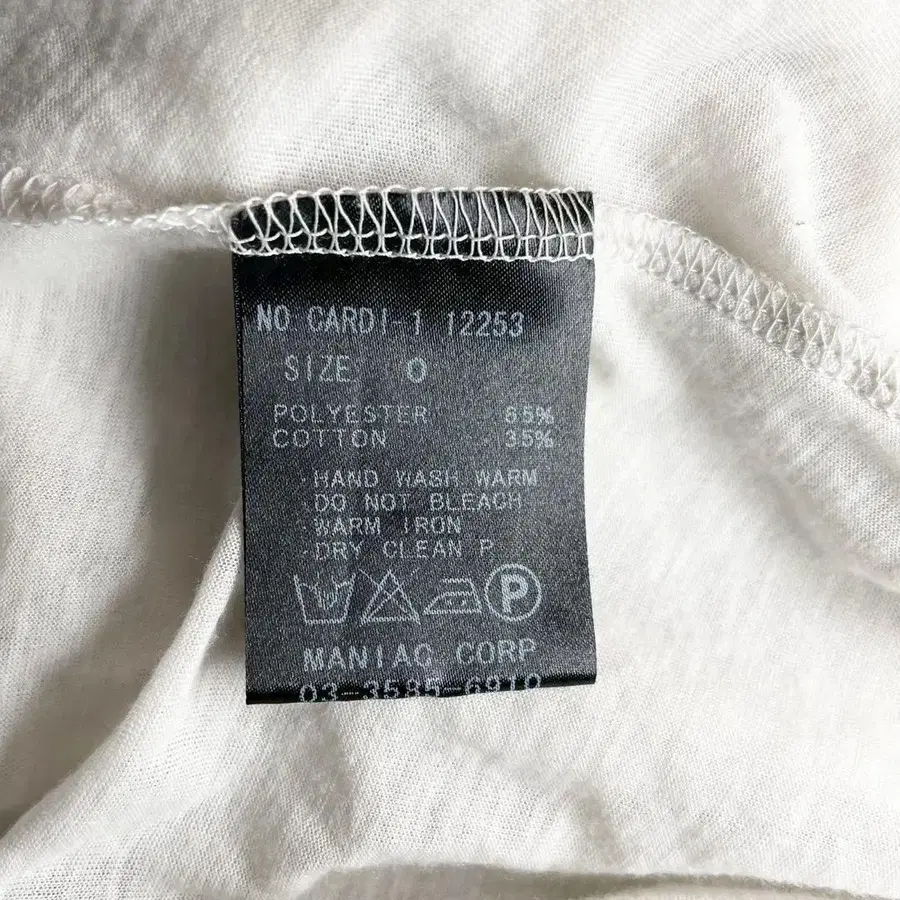 NO. CARDI-1 12253
SIZE 0
POLYESTER 65%
COTTON 35%
·HAND WASH WARM
DO NOT BLEACH
·WARM IRON
·DRY CLEAN P
P
MANIAC CORP
03-3585-6910